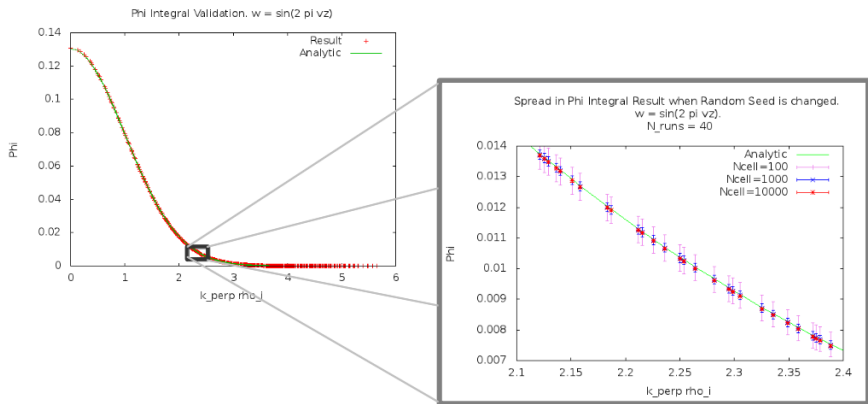 Phi Integral Validation. w = sin(2 pi vz)
Result
Analytic
0.14
0.12
0.1
0.08
0.06
0.04
0.02
0
Phi
0 1 2 3 4 5 6
k_perp rho_i
Spread in Phi Integral Result when Random Seed is changed.
w = sin(2 pi vz).
N_runs = 40
Analytic
Ncell=100
Ncell=1000
Ncell=10000
0.014
0.013
0.012
0.011
0.01
0.009
0.008
0.007
Phi
2.1 2.15 2.2 2.25 2.3 2.35 2.4
k_perp rho_i